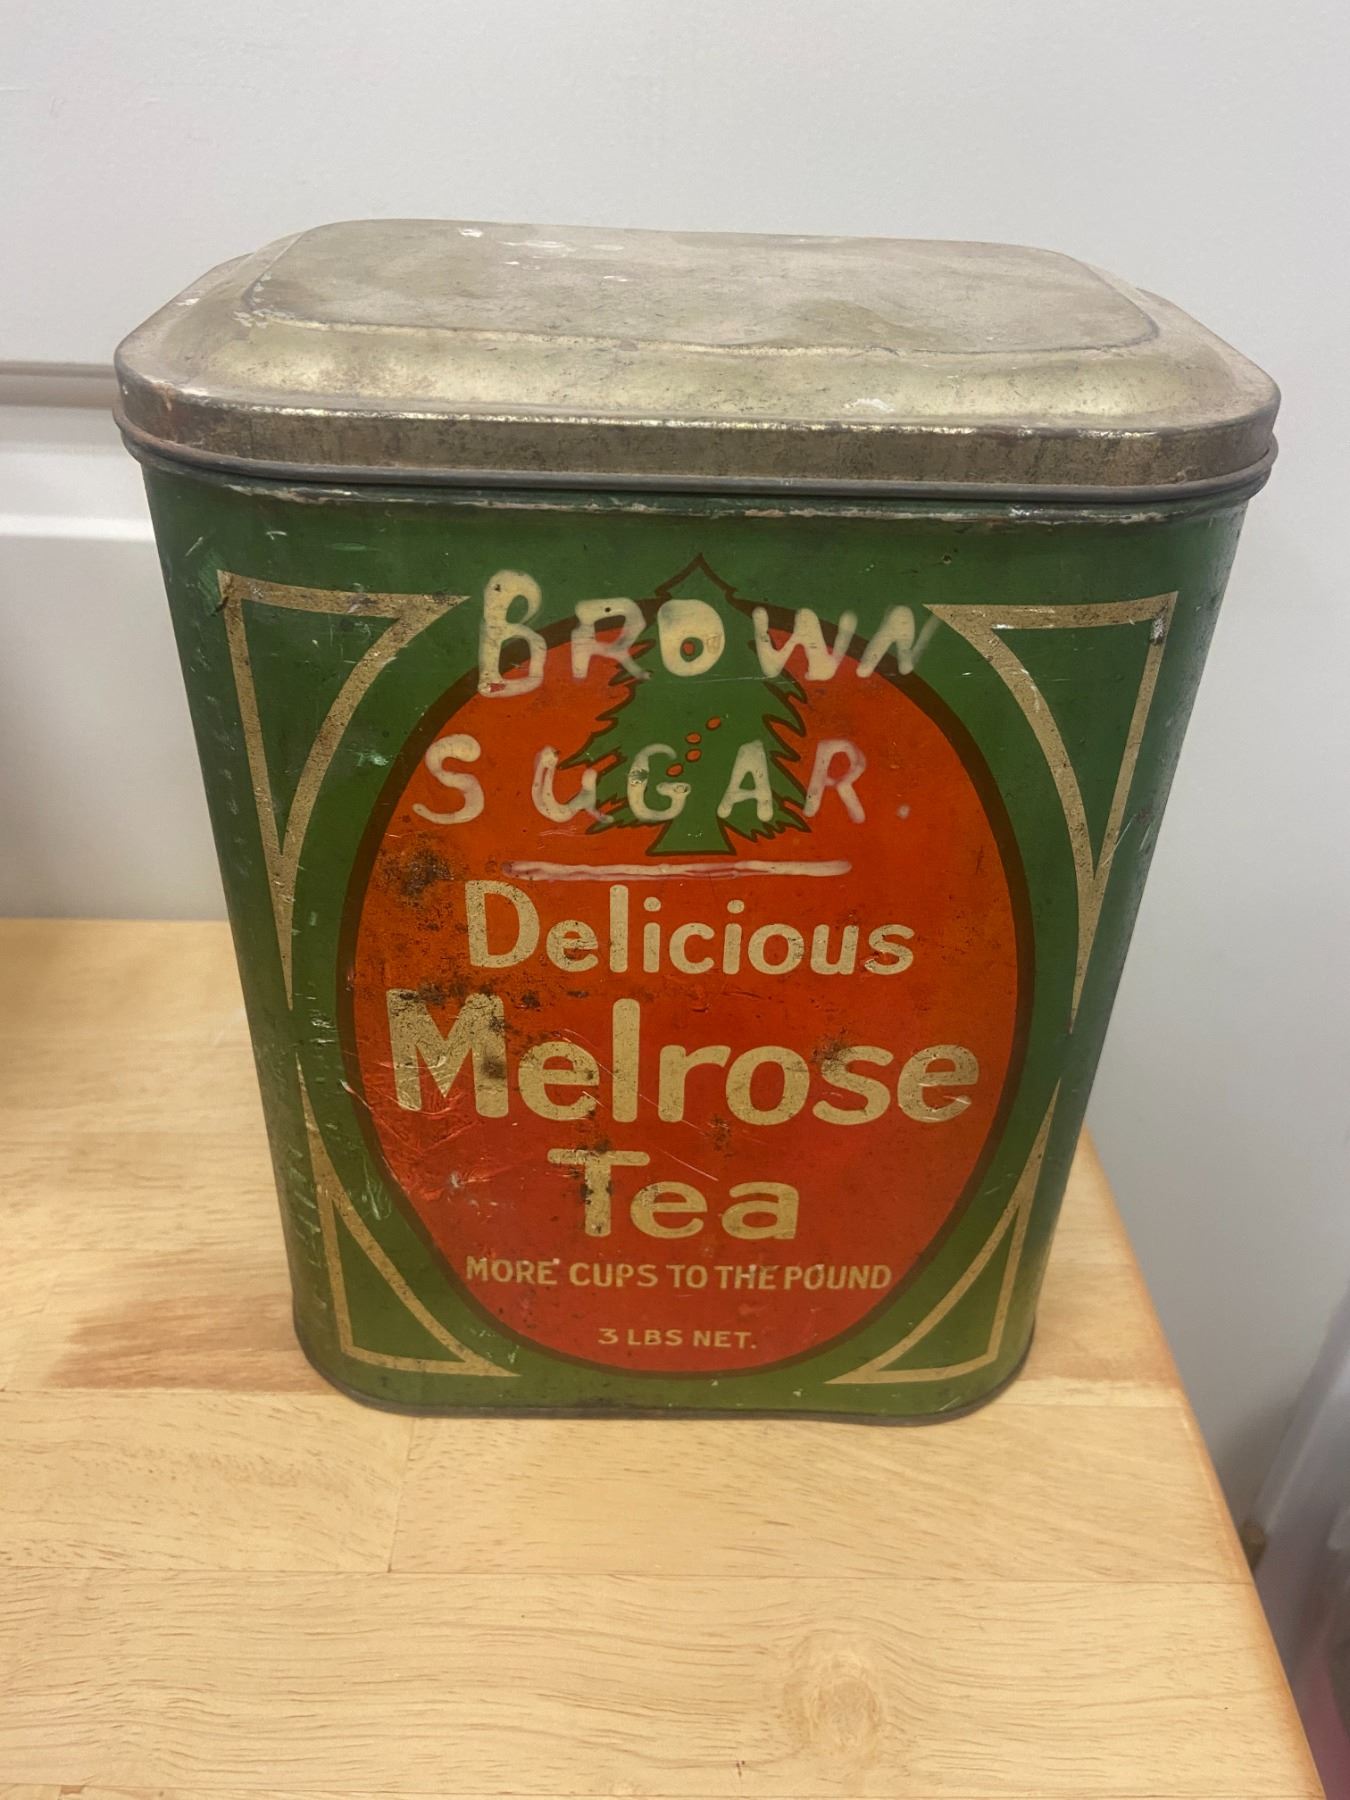 BROWN
SUGAR.
Delicious
Melrose
Tea
MORE CUPS TO THE POUND
3 LBS NET.